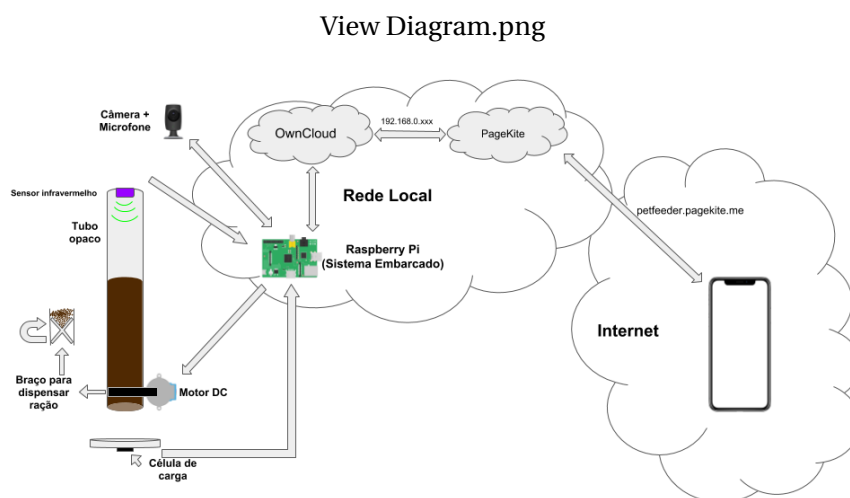 View Diagram.png
Câmera +
Microfone
OwnCloud
192.168.0.xxx
PageKite
Sensor infravermelho
Tubo
opaco
Rede Local
petfeeder.pagekite.me
Raspberry Pi
(Sistema Embarcado)
Internet
Braço para
dispensar
ração
Motor DC
Célula de
carga